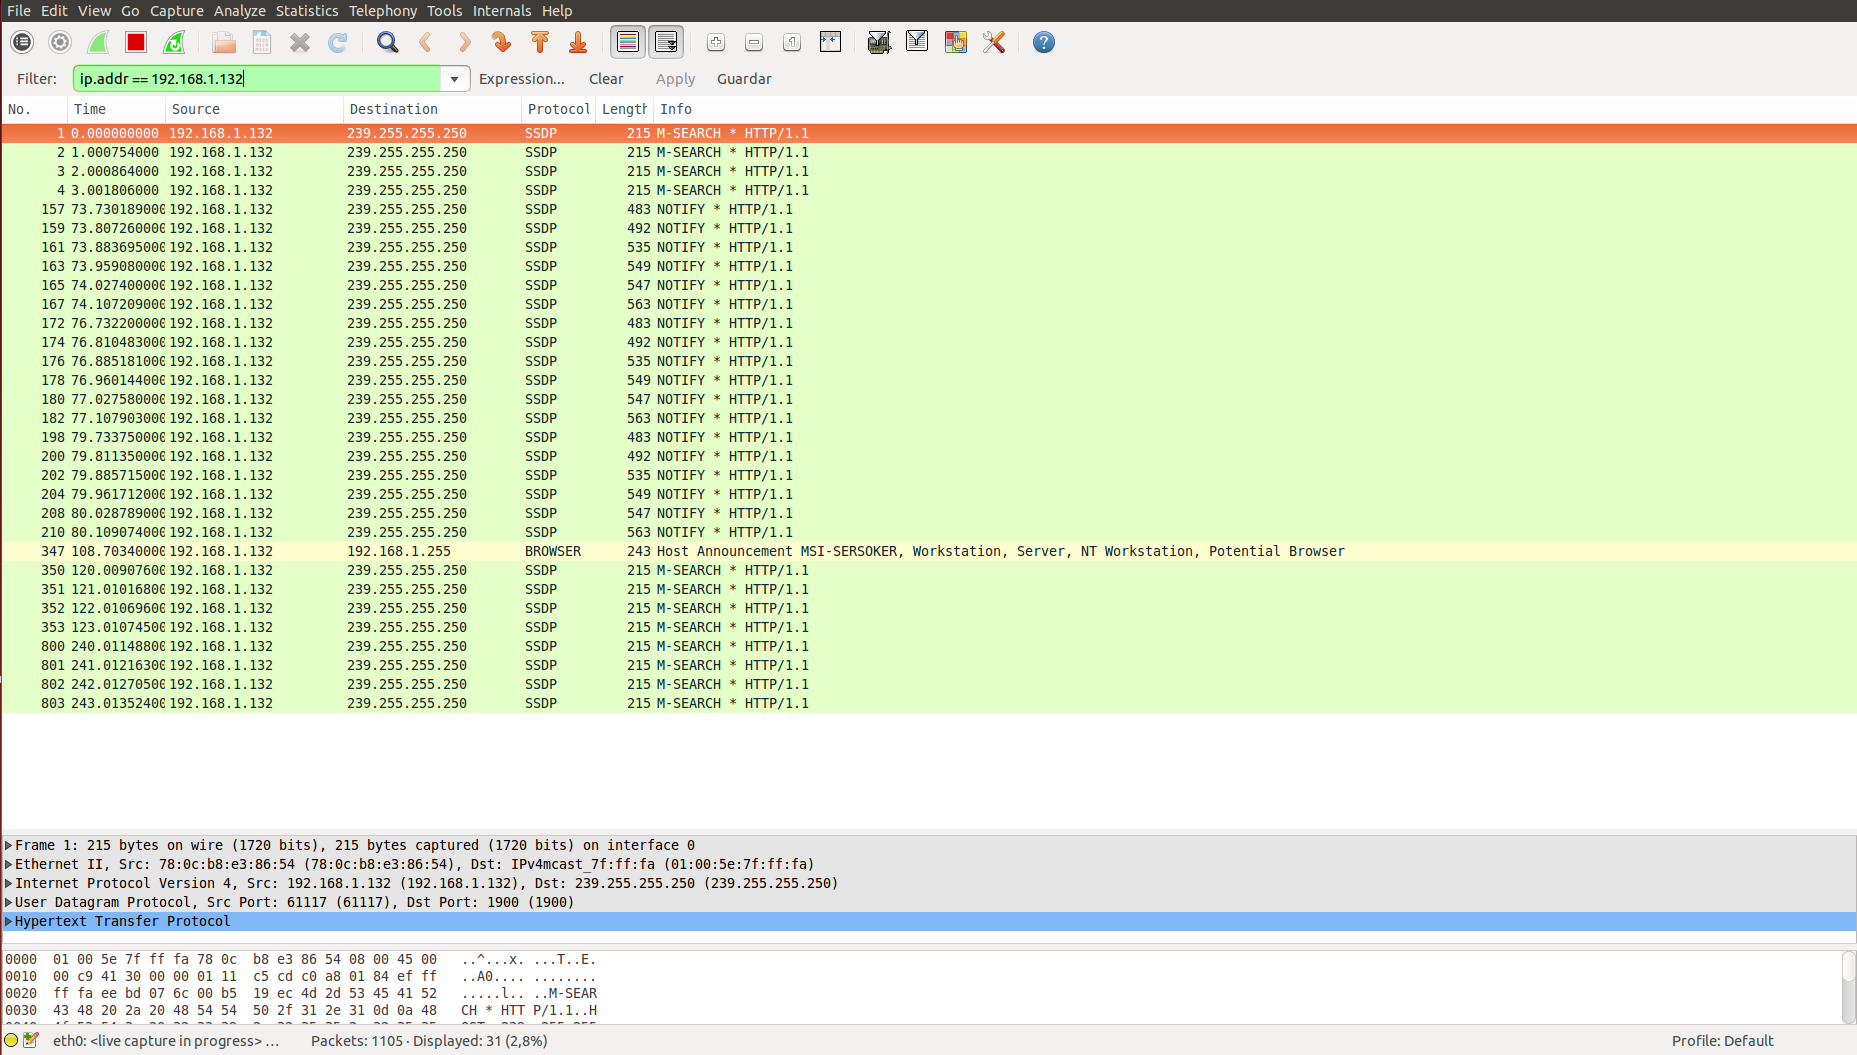 File Edit View Go Capture Analyze Statistics Telephony Tools Internals Help
Filter: ip.addr == 192.168.1.132 Expression... Clear Apply Guardar
No. Time Source Destination Protocol Length Info
1 0.000000000 192.168.1.132 239.255.255.250 SSDP 215 M-SEARCH * HTTP/1.1
2 1.000754000 192.168.1.132 239.255.255.250 SSDP 215 M-SEARCH * HTTP/1.1
3 2.000864000 192.168.1.132 239.255.255.250 SSDP 215 M-SEARCH * HTTP/1.1
4 3.001806000 192.168.1.132 239.255.255.250 SSDP 215 M-SEARCH * HTTP/1.1
157 73.730189000 192.168.1.132 239.255.255.250 SSDP 483 NOTIFY * HTTP/1.1
159 73.807260000 192.168.1.132 239.255.255.250 SSDP 492 NOTIFY * HTTP/1.1
161 73.883695000 192.168.1.132 239.255.255.250 SSDP 535 NOTIFY * HTTP/1.1
163 73.959080000 192.168.1.132 239.255.255.250 SSDP 549 NOTIFY * HTTP/1.1
165 74.027400000 192.168.1.132 239.255.255.250 SSDP 547 NOTIFY * HTTP/1.1
167 74.107209000 192.168.1.132 239.255.255.250 SSDP 563 NOTIFY * HTTP/1.1
172 76.732200000 192.168.1.132 239.255.255.250 SSDP 483 NOTIFY * HTTP/1.1
174 76.810483000 192.168.1.132 239.255.255.250 SSDP 492 NOTIFY * HTTP/1.1
176 76.885181000 192.168.1.132 239.255.255.250 SSDP 535 NOTIFY * HTTP/1.1
178 76.960144000 192.168.1.132 239.255.255.250 SSDP 549 NOTIFY * HTTP/1.1
180 77.027580000 192.168.1.132 239.255.255.250 SSDP 547 NOTIFY * HTTP/1.1
182 77.107903000 192.168.1.132 239.255.255.250 SSDP 563 NOTIFY * HTTP/1.1
198 79.733750000 192.168.1.132 239.255.255.250 SSDP 483 NOTIFY * HTTP/1.1
200 79.811350000 192.168.1.132 239.255.255.250 SSDP 492 NOTIFY * HTTP/1.1
202 79.885715000 192.168.1.132 239.255.255.250 SSDP 535 NOTIFY * HTTP/1.1
204 79.961712000 192.168.1.132 239.255.255.250 SSDP 549 NOTIFY * HTTP/1.1
208 80.028789000 192.168.1.132 239.255.255.250 SSDP 547 NOTIFY * HTTP/1.1
210 80.109074000 192.168.1.132 239.255.255.250 SSDP 563 NOTIFY * HTTP/1.1
347 108.70340000 192.168.1.132 192.168.1.255 BROWSER 243 Host Announcement MSI-SERSOKER, Workstation, Server, NT Workstation, Potential Browser
350 120.00907600 192.168.1.132 239.255.255.250 SSDP 215 M-SEARCH * HTTP/1.1
351 121.01016800 192.168.1.132 239.255.255.250 SSDP 215 M-SEARCH * HTTP/1.1
352 122.01069600 192.168.1.132 239.255.255.250 SSDP 215 M-SEARCH * HTTP/1.1
353 123.01074500 192.168.1.132 239.255.255.250 SSDP 215 M-SEARCH * HTTP/1.1
800 240.01148800 192.168.1.132 239.255.255.250 SSDP 215 M-SEARCH * HTTP/1.1
801 241.01216300 192.168.1.132 239.255.255.250 SSDP 215 M-SEARCH * HTTP/1.1
802 242.01270500 192.168.1.132 239.255.255.250 SSDP 215 M-SEARCH * HTTP/1.1
803 243.01352400 192.168.1.132 239.255.255.250 SSDP 215 M-SEARCH * HTTP/1.1
Frame 1: 215 bytes on wire (1720 bits), 215 bytes captured (1720 bits) on interface 0
Ethernet II, Src: 78:0c:b8:e3:86:54 (78:0c:b8:e3:86:54), Dst: IPv4mcast_7f:ff:fa (01:00:5e:7f:ff:fa)
Internet Protocol Version 4, Src: 192.168.1.132 (192.168.1.132), Dst: 239.255.255.250 (239.255.255.250)
User Datagram Protocol, Src Port: 61117 (61117), Dst Port: 1900 (1900)
Hypertext Transfer Protocol
0000 01 00 5e 7f ff fa 78 0c b8 e3 86 54 08 00 45 00 ..^...x. ...T..E.
0010 00 c9 41 30 00 00 01 11 c5 cd c0 a8 01 84 ef ff ..A0.... ........
0020 ff fa ee bd 07 6c 00 b5 19 ec 4d 2d 53 45 41 52 .....l.. ..M-SEAR
0030 43 48 20 2a 20 48 54 54 50 2f 31 2e 31 0d 0a 48 CH * HTT P/1.1..H
eth0: <live capture in progress> ... Packets: 1105 · Displayed: 31 (2,8%) Profile: Default